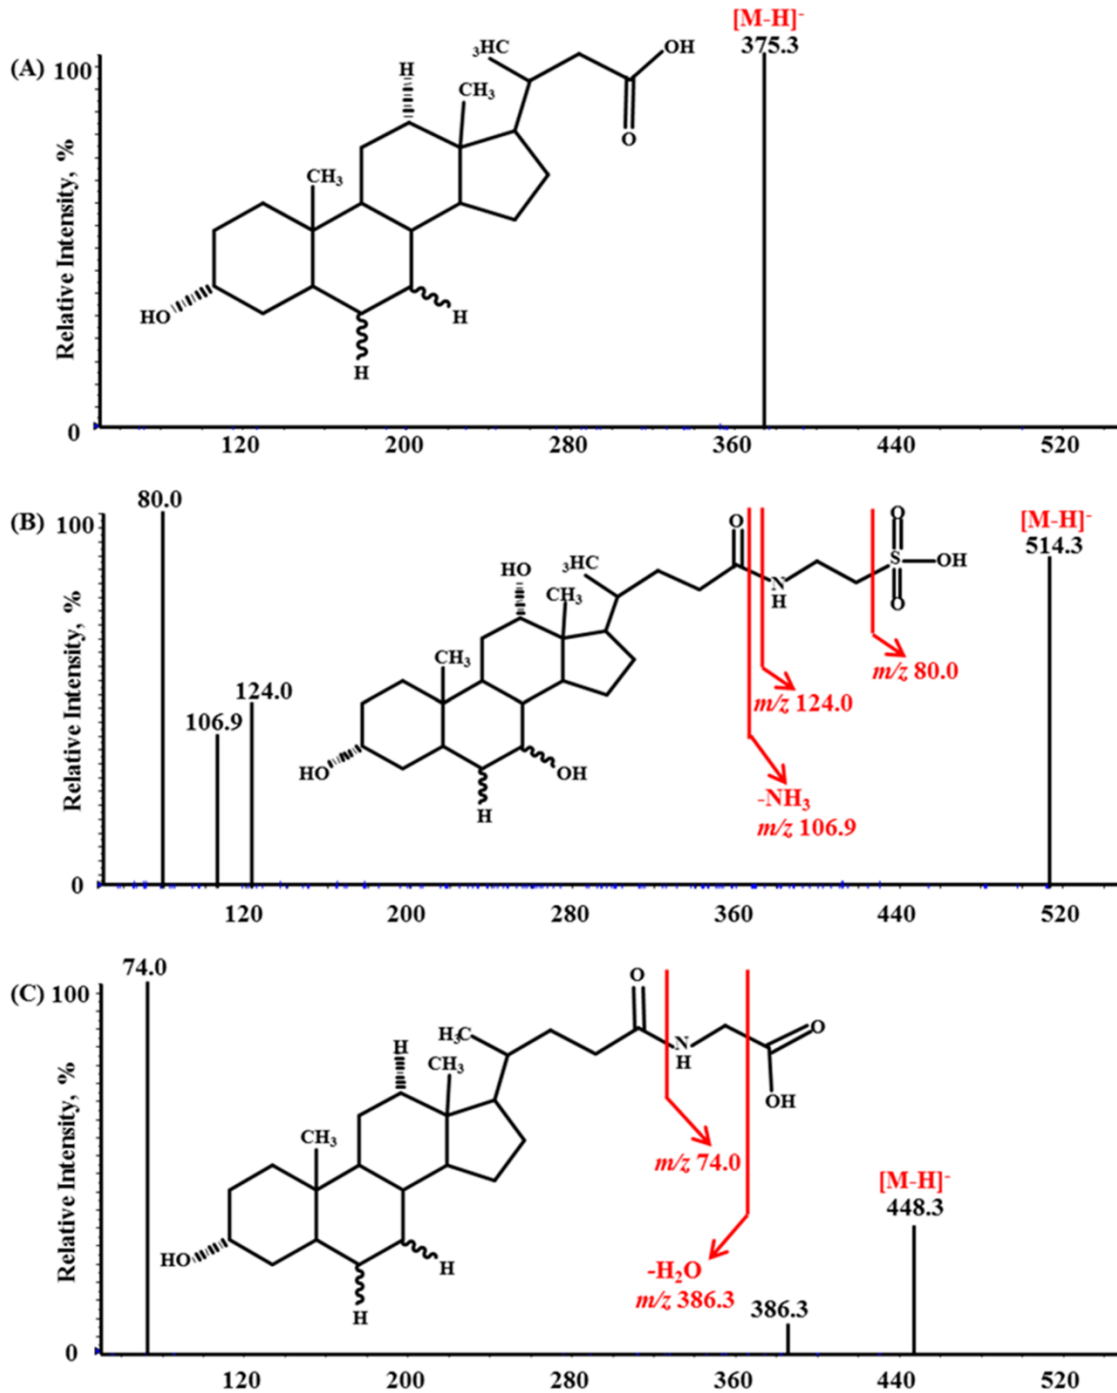 (A)
[M-H]-
375.3
100
Relative Intensity, %
0
3HC
OH
O
H
CH3
CH3
HO
H
H
120 200 280 360 440 520
(B)
80.0
100
[M-H]-
514.3
Relative Intensity, %
0
106.9
124.0
HO
3HC
CH3
CH3
O
N
H
O
S
OH
O
HO
OH
H
m/z 80.0
m/z 124.0
-NH3
m/z 106.9
120 200 280 360 440 520
(C)
74.0
100
Relative Intensity, %
0
H
H3C
CH3
CH3
O
N
H
O
OH
HO
H
H
m/z 74.0
-H2O
m/z 386.3
386.3
[M-H]-
448.3
120 200 280 360 440 520